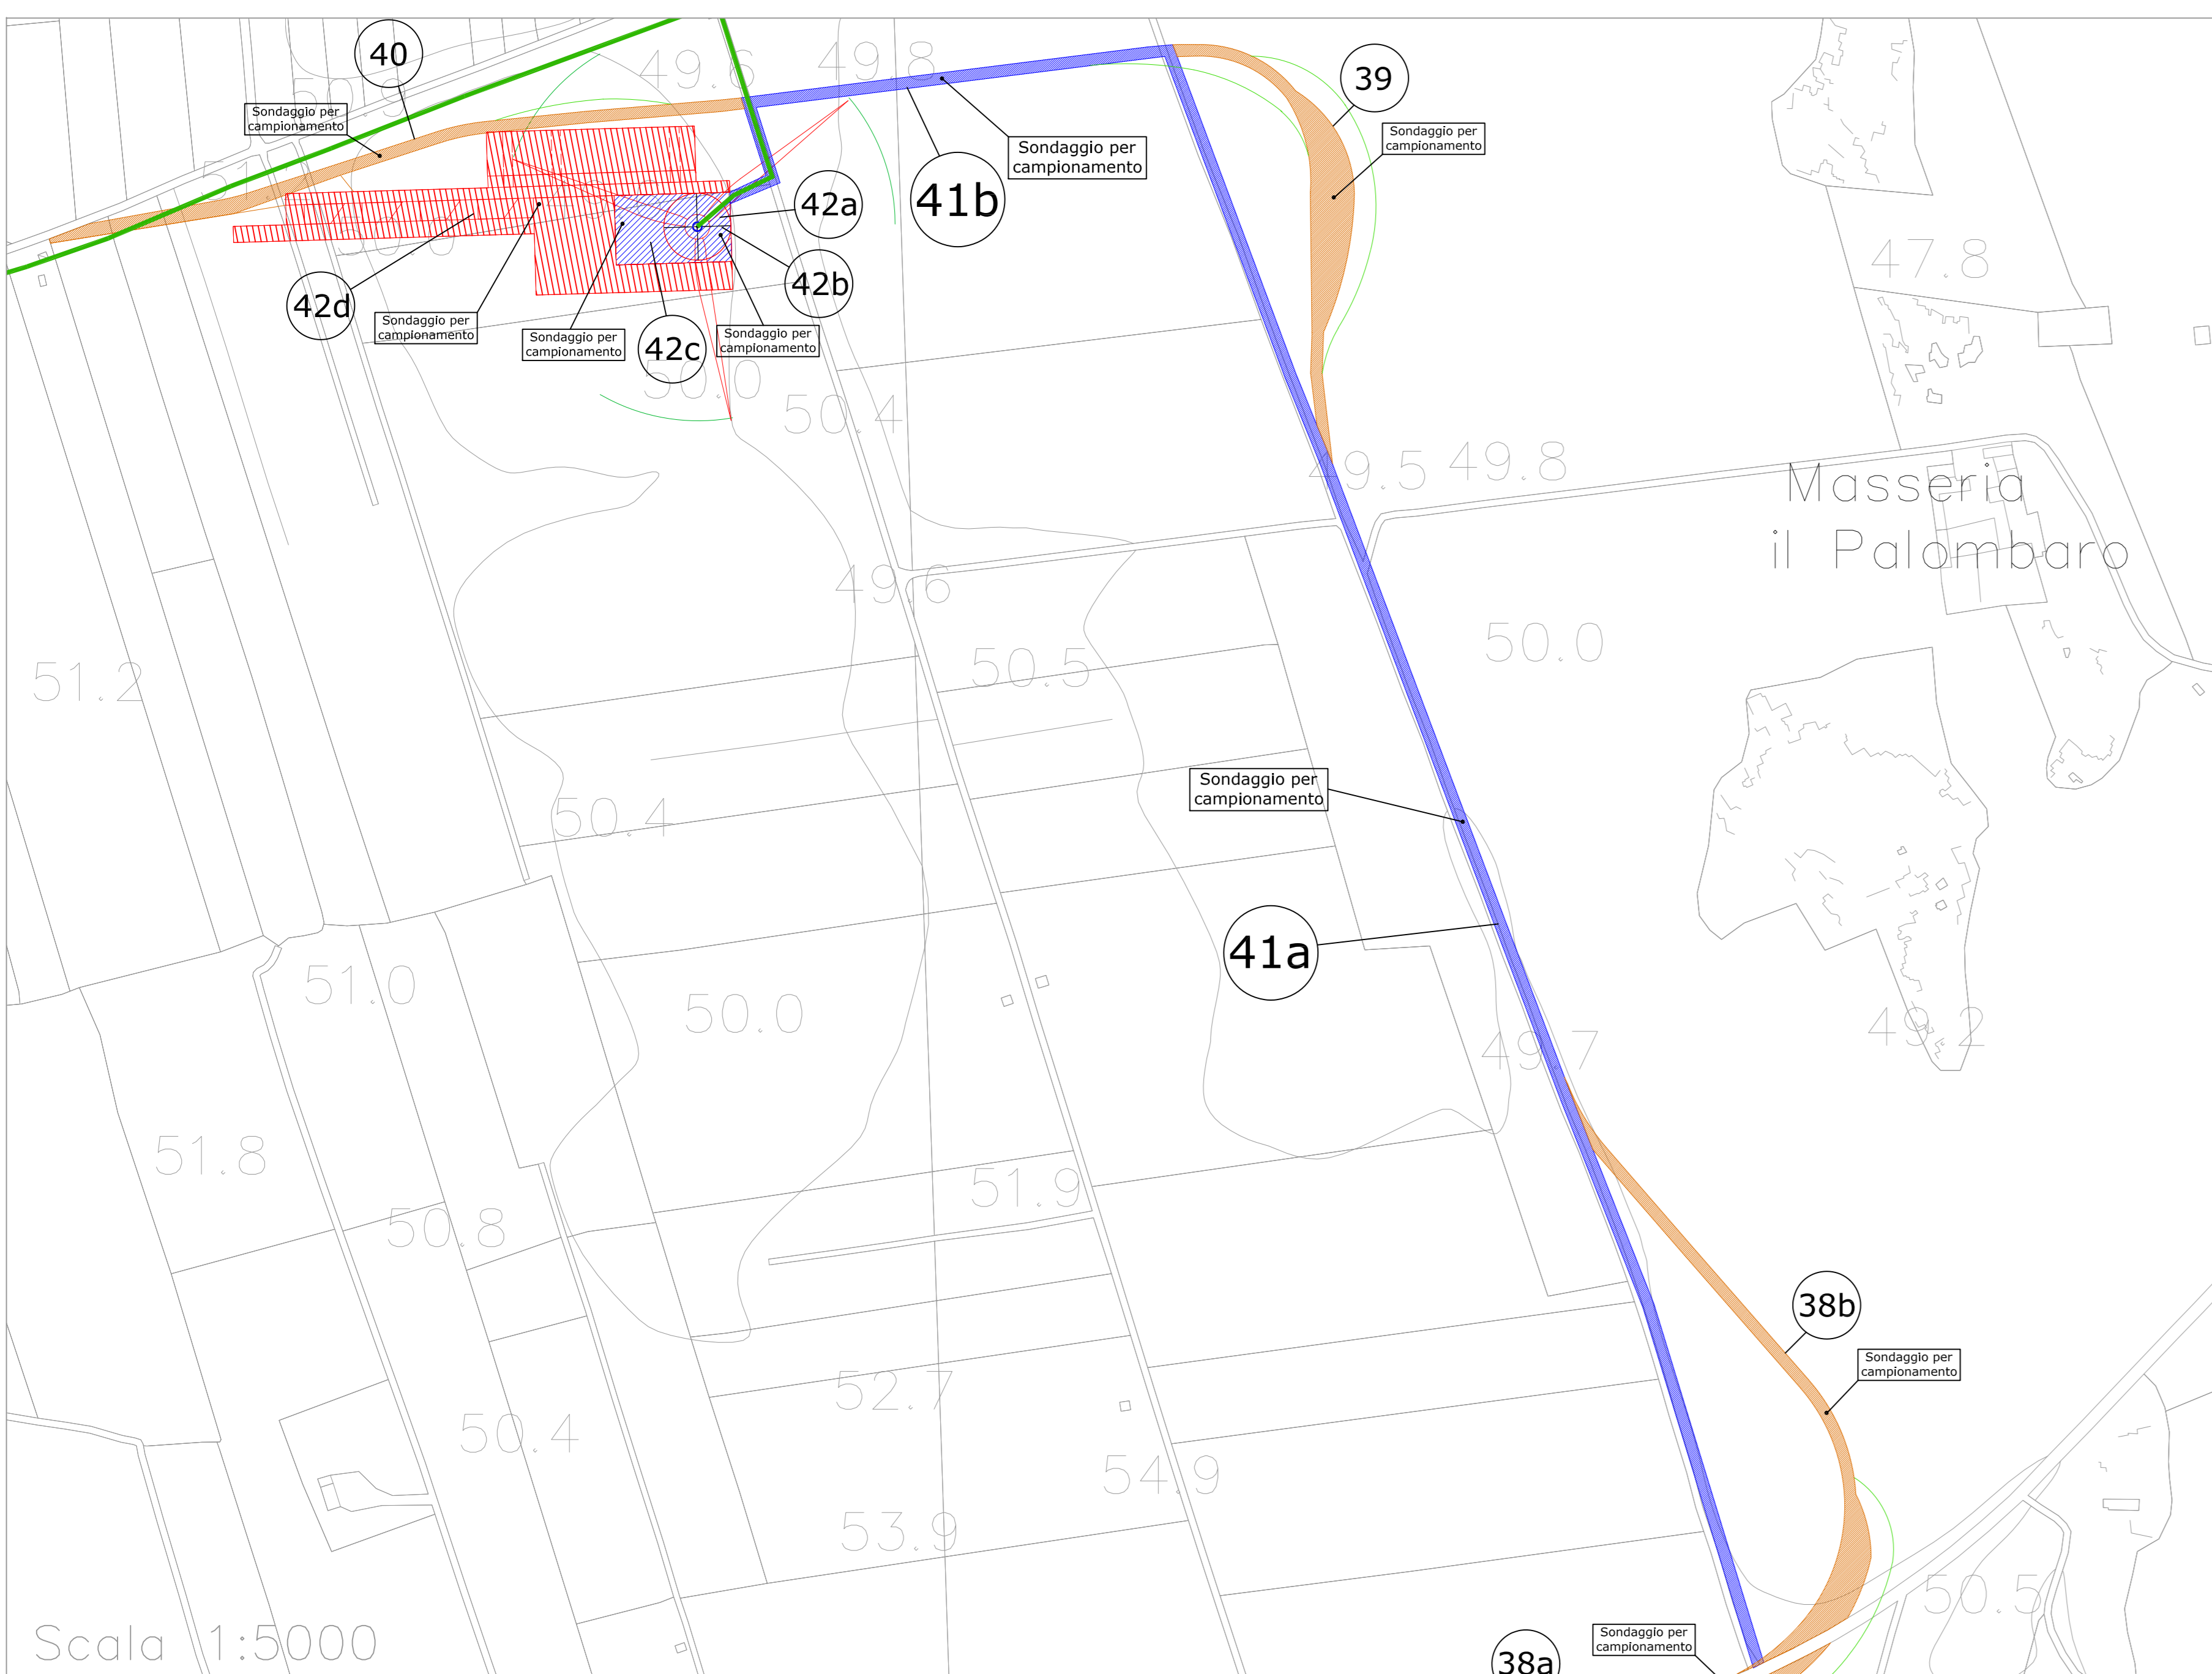 40
49.6
49.8
39
Sondaggio per
campionamento
Sondaggio per
campionamento
Sondaggio per
campionamento
41b
42a
42b
47.8
42d
Sondaggio per
campionamento
Sondaggio per
campionamento
42c
Sondaggio per
campionamento
50.0
50.4
49.5
49.8
Masseria
il Palombaro
49.6
50.0
51.2
50.5
Sondaggio per
campionamento
50.4
41a
51.0
50.0
49.7
49.2
51.8
51.9
50.8
38b
Sondaggio per
campionamento
52.7
50.4
54.9
53.9
50.5
Scala 1:5000
Sondaggio per
campionamento
38a